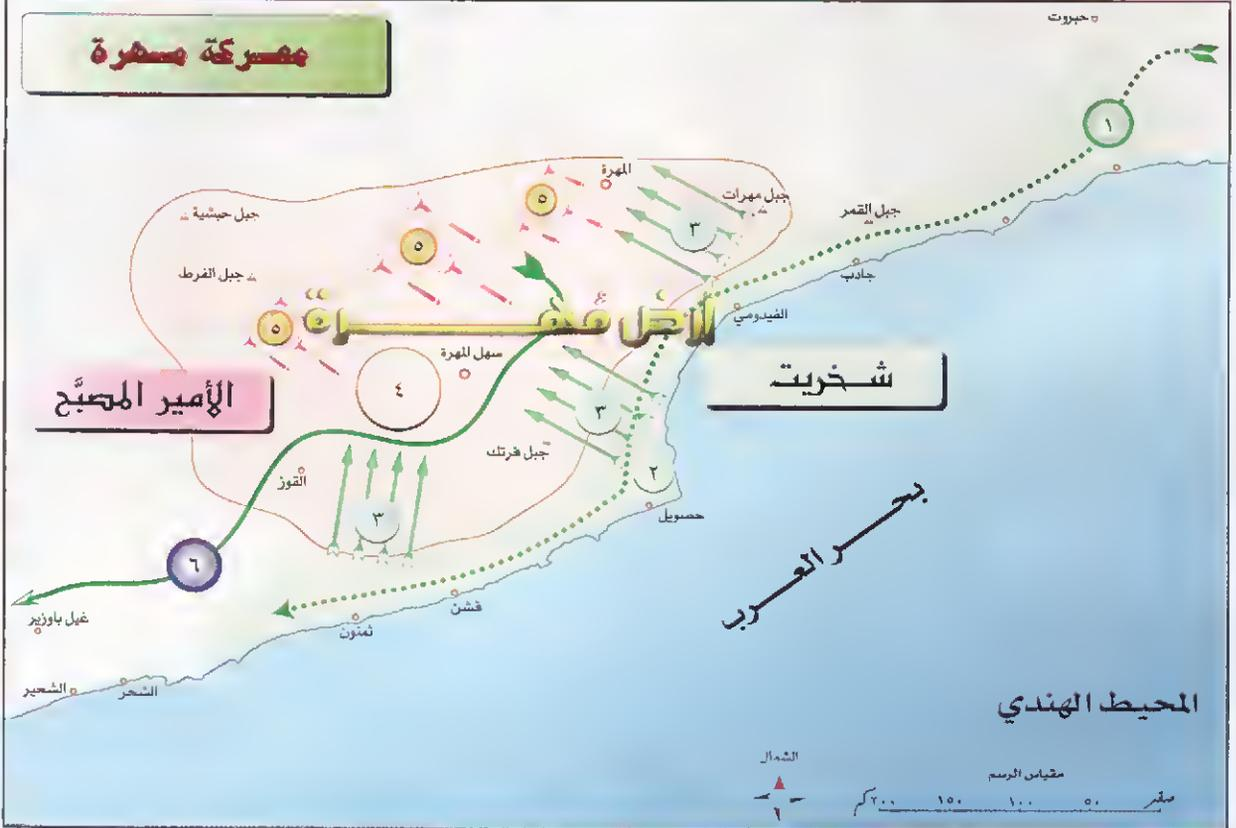 معركة مهرة
حبروت
١
المهرة
جبل مهرات
٥
٣
جبل القمر
جبل حبشية
٥
جادب
جبل الفرط
الفيدومي
أرض مهرة
٥
سهل المهرة
شخريت
الأمير المصبَّح
٤
٣
جبل فرتك
٢
القوز
حصويل
٣
بحر العرب
٦
قشن
غيل باوزير
ثمنون
الشحر
الشعير
المحيط الهندي
الشمال
مقياس الرسم
صفر ٥٠ ١٠٠ ١٥٠ ٢٠٠ كم